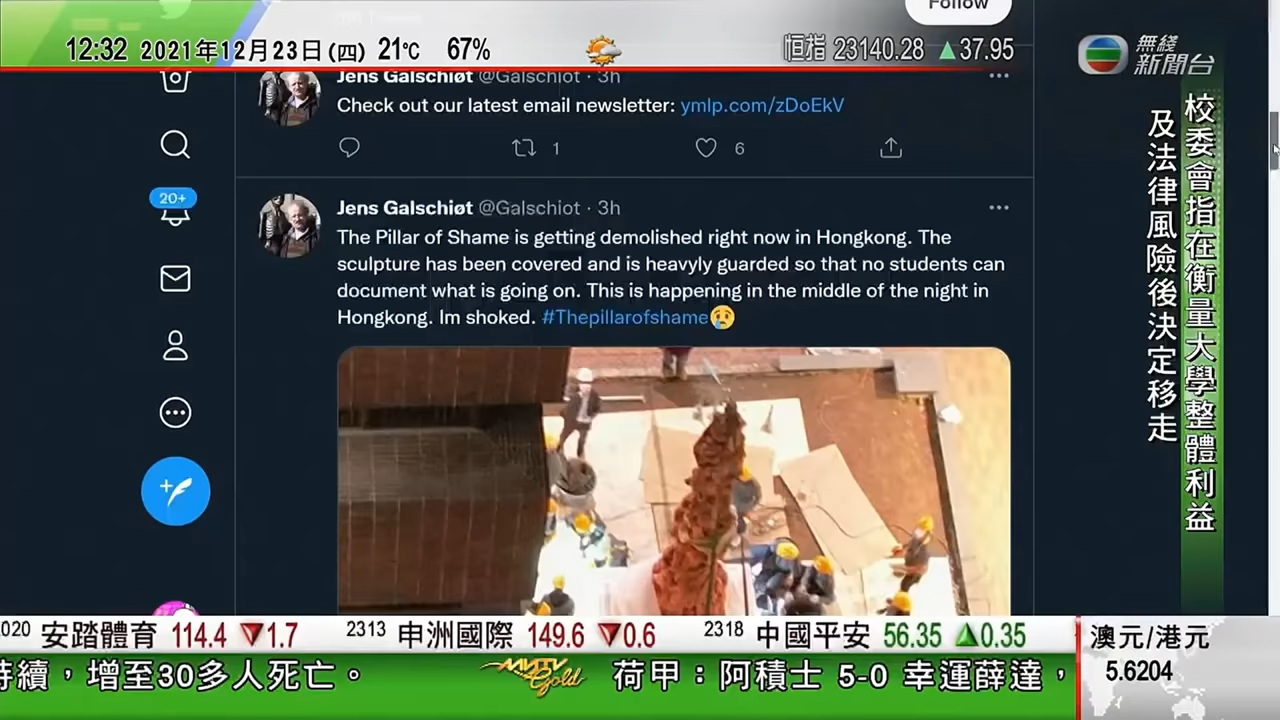 Follow
12:32 2021年12月23日(四) 21℃ 67%
恒指 23140.28 ▲37.95
無綫
新聞台
Jens Galschiøt @Galschiot · 3h
Check out our latest email newsletter: ymlp.com/zDoEkV
1
6
20+
Jens Galschiøt @Galschiot · 3h
The Pillar of Shame is getting demolished right now in Hongkong. The
sculpture has been covered and is heavyly guarded so that no students can
document what is going on. This is happening in the middle of the night in
Hongkong. Im shoked. #Thepillarofshame😢
校委會指在衡量大學整體利益
及法律風險後決定移走
020 安踏體育 114.4 ▼1.7 2313 申洲國際 149.6 ▼0.6 2318 中國平安 56.35 ▲0.35
澳元/港元
5.6204
持續，增至30多人死亡。 MYTV Gold 荷甲：阿積士 5-0 幸運薛達，